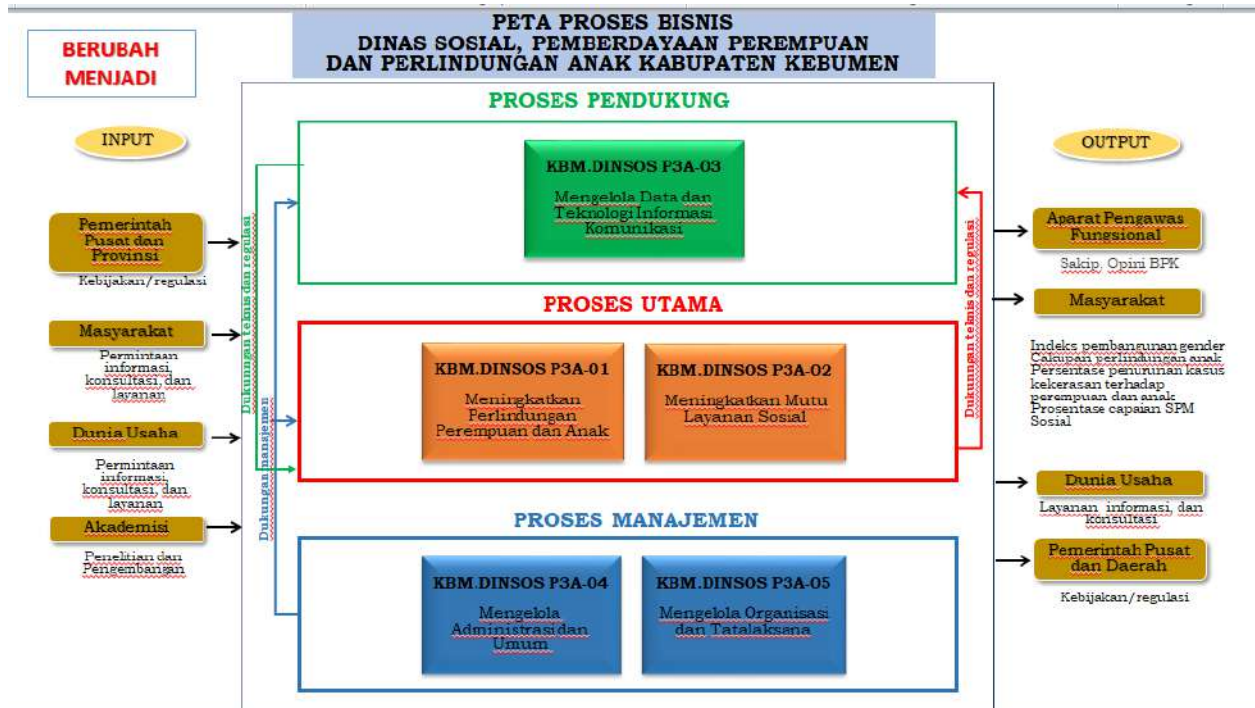 PETA PROSES BISNIS
DINAS SOSIAL, PEMBERDAYAAN PEREMPUAN
DAN PERLINDUNGAN ANAK KABUPATEN KEBUMEN
BERUBAH
MENJADI
INPUT
Pemerintah
Pusat dan
Provinsi
Kebijakan/regulasi
Masyarakat
Permintaan
informasi,
konsultasi, dan
layanan
Dunia Usaha
Permintaan
informasi,
konsultasi, dan
layanan
Akademisi
Penelitian dan
Pengembangan
Dukunngan teknis dan regulasi
Dukungan manajemen
PROSES PENDUKUNG
KBM.DINSOS P3A-03
Mengelola Data dan
Teknologi Informasi
Komunikasi
PROSES UTAMA
KBM.DINSOS P3A-01
Meningkatkan
Perlindungan
Perempuan dan Anak
KBM.DINSOS P3A-02
Meningkatkan Mutu
Layanan Sosial
PROSES MANAJEMEN
KBM.DINSOS P3A-04
Mengelola
Administrasi dan
Umum
KBM.DINSOS P3A-05
Mengelola Organisasi
dan Tatalaksana
Dukungan teknis dan regulasi
OUTPUT
Aparat Pengawas
Fungsional
Sakip, Opini BPK
Masyarakat
Indeks pembangunan gender
Cakupan perlindungan anak
Persentase penurunan kasus
kekerasan terhadap
perempuan dan anak
Prosentase capaian SPM
Sosial
Dunia Usaha
Layanan informasi, dan
konsultasi
Pemerintah Pusat
dan Daerah
Kebijakan/regulasi